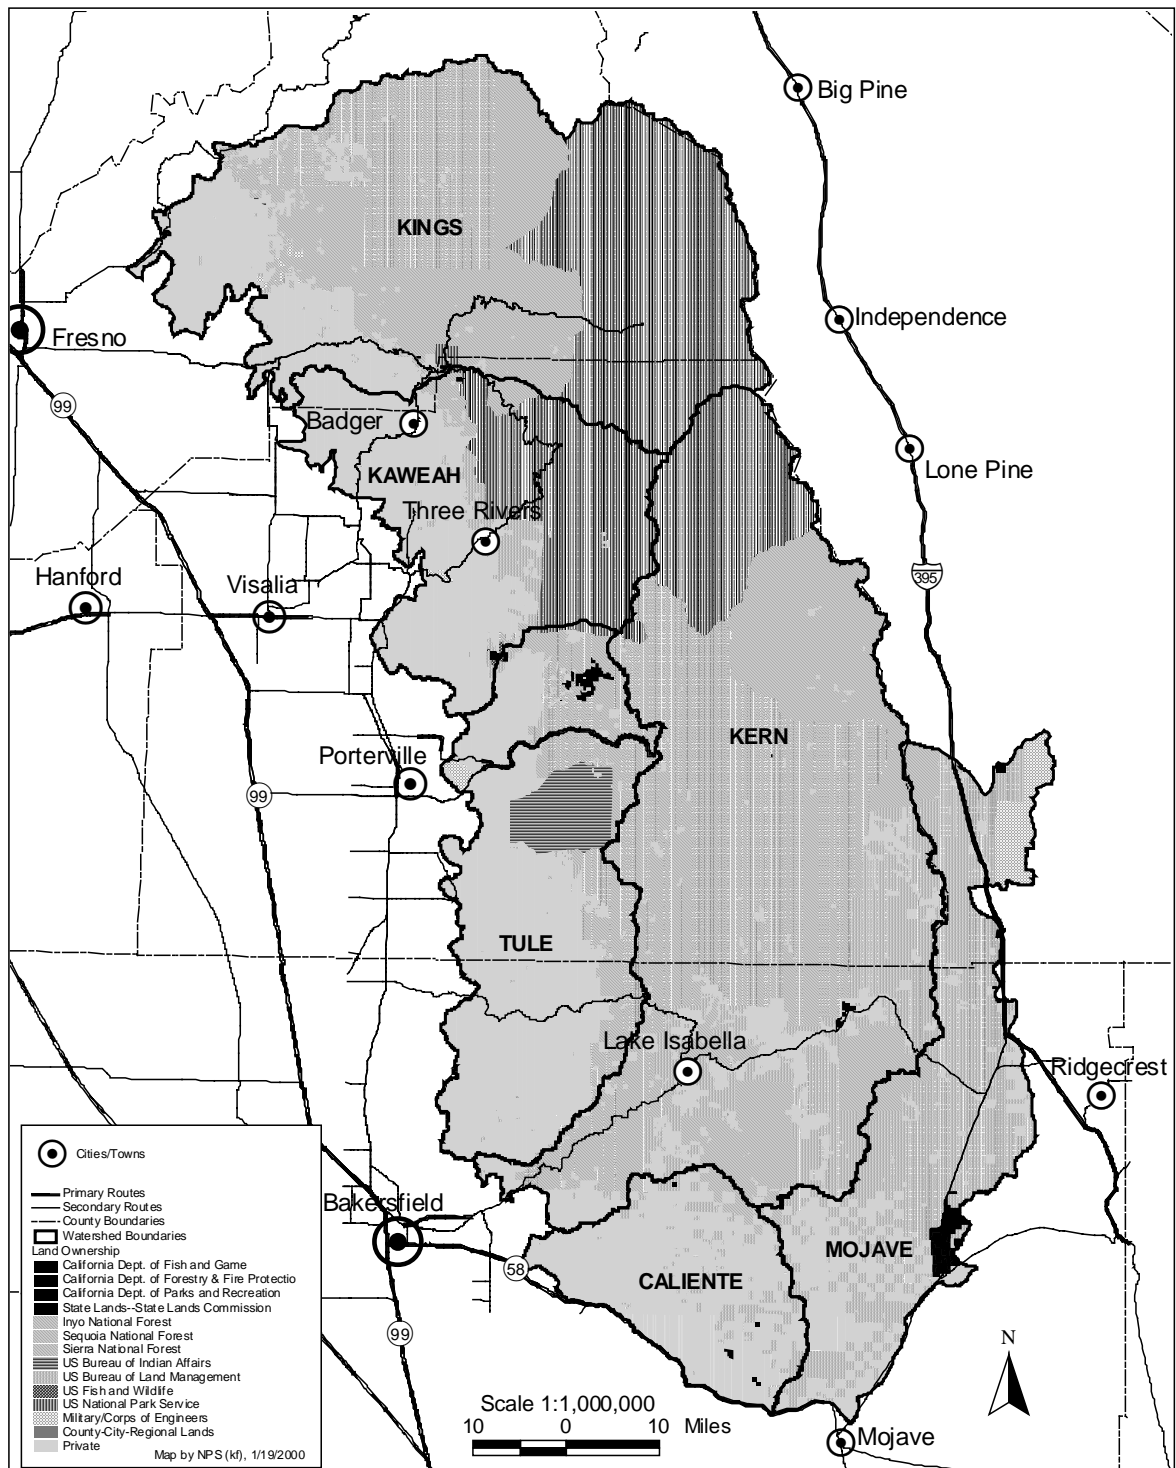 Big Pine
KINGS
Independence
Fresno
99
Badger
Lone Pine
KAWEAH
Three Rivers
395
Hanford
Visalia
KERN
Porterville
99
TULE
Lake Isabella
Ridgecrest
Bakersfield
MOJAVE
58
CALIENTE
99
N
Cities/Towns
Primary Routes
Secondary Routes
County Boundaries
Watershed Boundaries
Land Ownership
California Dept. of Fish and Game
California Dept. of Forestry & Fire Protectio
California Dept. of Parks and Recreation
State Lands--State Lands Commission
Inyo National Forest
Sequoia National Forest
Sierra National Forest
US Bureau of Indian Affairs
US Bureau of Land Management
US Fish and Wildlife
US National Park Service
Military/Corps of Engineers
County-City-Regional Lands
Private
Map by NPS (kf), 1/19/2000
Scale 1:1,000,000
10 0 10 Miles
Mojave